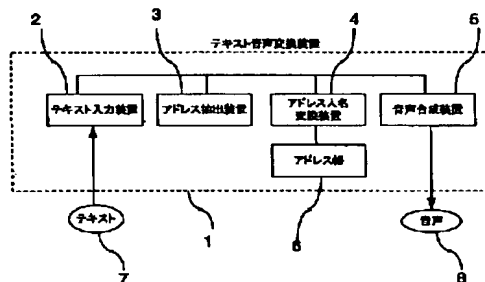 2
3
4
5
テキスト音声変換装置
テキスト入力装置
アドレス抽出装置
アドレス人名
変換装置
音声合成装置
アドレス帳
テキスト
音声
1
6
7
8